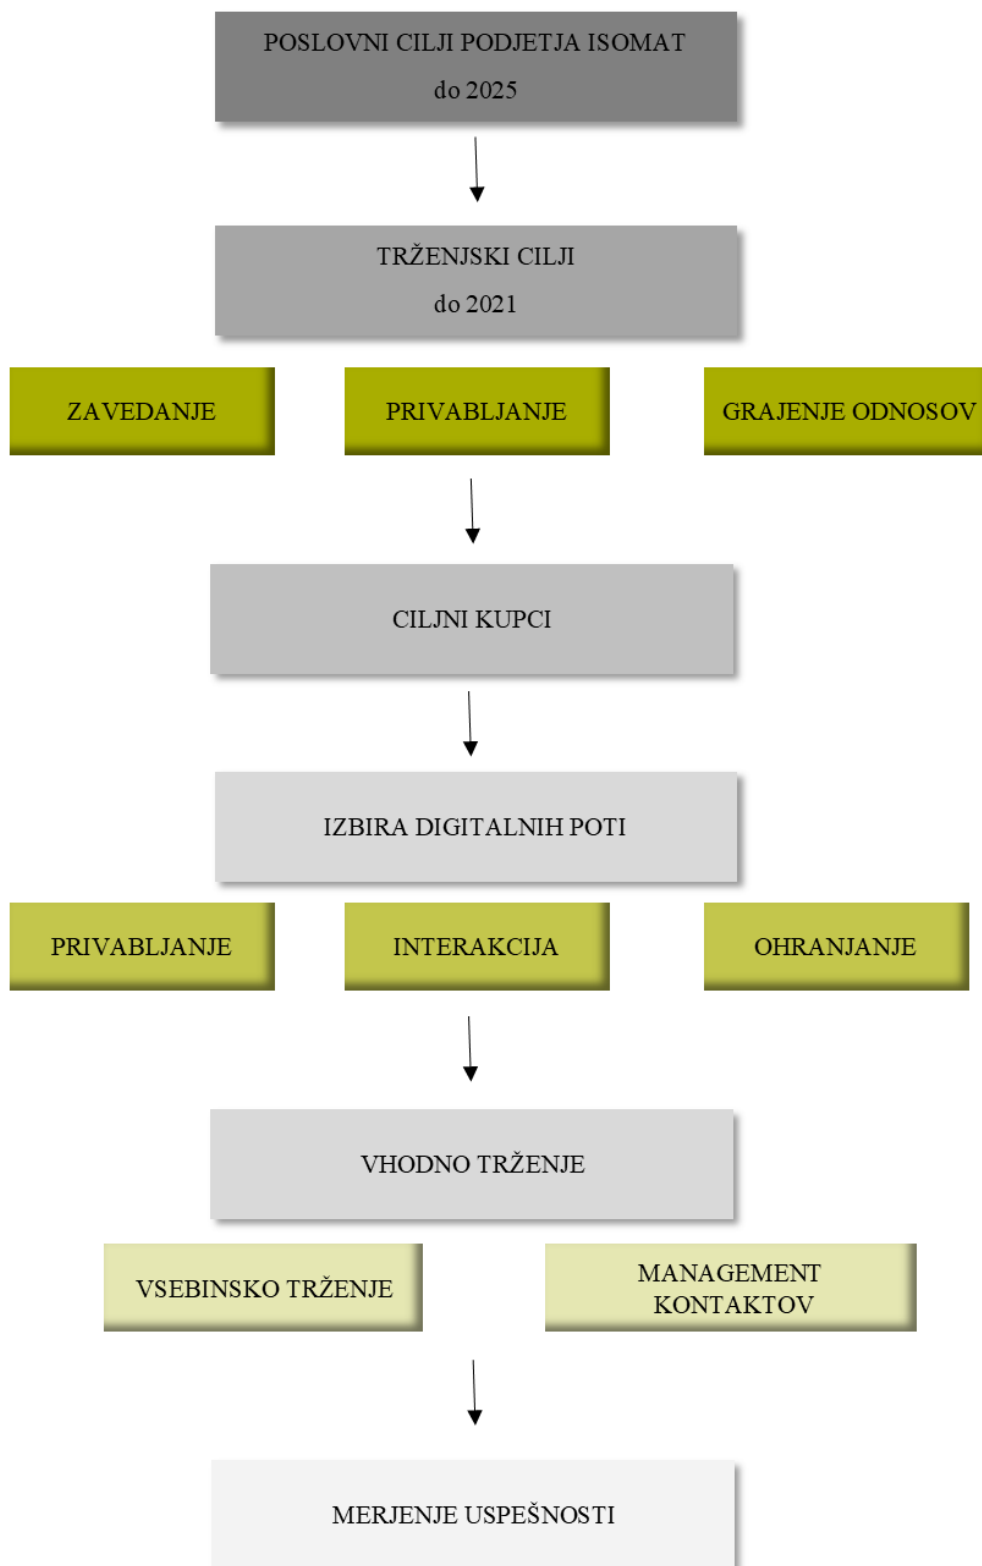 POSLOVNI CILJI PODJETJA ISOMAT
do 2025
TRŽENJSKI CILJI
do 2021
ZAVEDANJE
PRIVABLJANJE
GRAJENJE ODNOSOV
CILJNI KUPCI
IZBIRA DIGITALNIH POTI
PRIVABLJANJE
INTERAKCIJA
OHRANJANJE
VHODNO TRŽENJE
VSEBINSKO TRŽENJE
MANAGEMENT
KONTAKTOV
MERJENJE USPEŠNOSTI